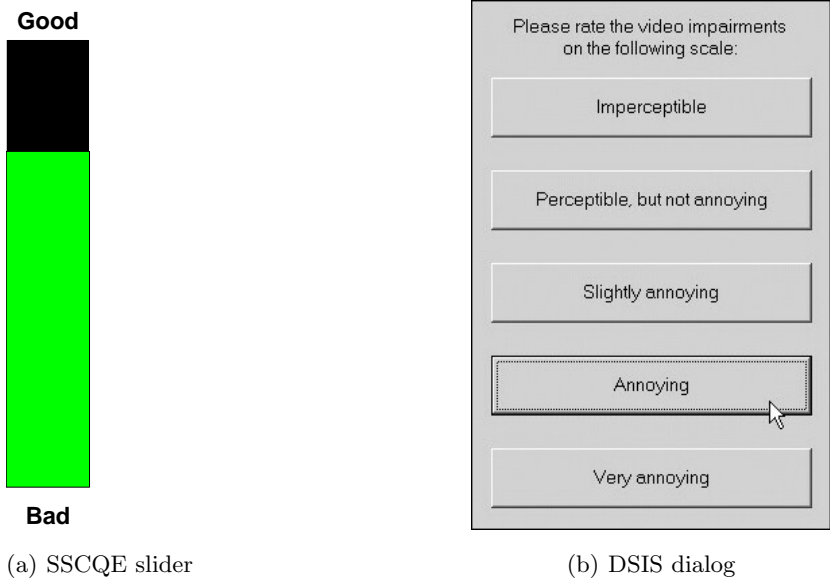 Good
Bad
(a) SSCQE slider
Please rate the video impairments
on the following scale:
Imperceptible
Perceptible, but not annoying
Slightly annoying
Annoying
Very annoying
(b) DSIS dialog